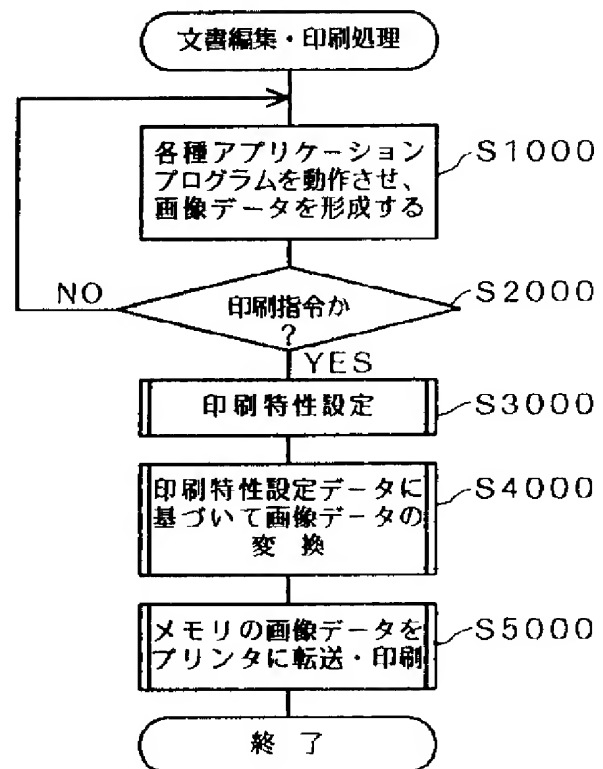 文書編集・印刷処理
各種アプリケーション
プログラムを動作させ、
画像データを形成する
S1000
印刷指令か
?
S2000
NO
YES
印刷特性設定
S3000
印刷特性設定データに
基づいて画像データの
変 換
S4000
メモリの画像データを
プリンタに転送・印刷
S5000
終 了